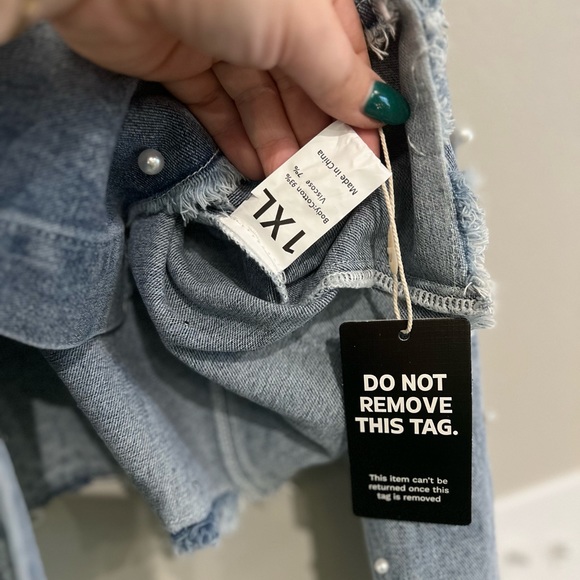 1XL
Body:Cotton 93%
Viscose 7%
Made in China
DO NOT
REMOVE
THIS TAG.
This item can't be
returned once this
tag is removed